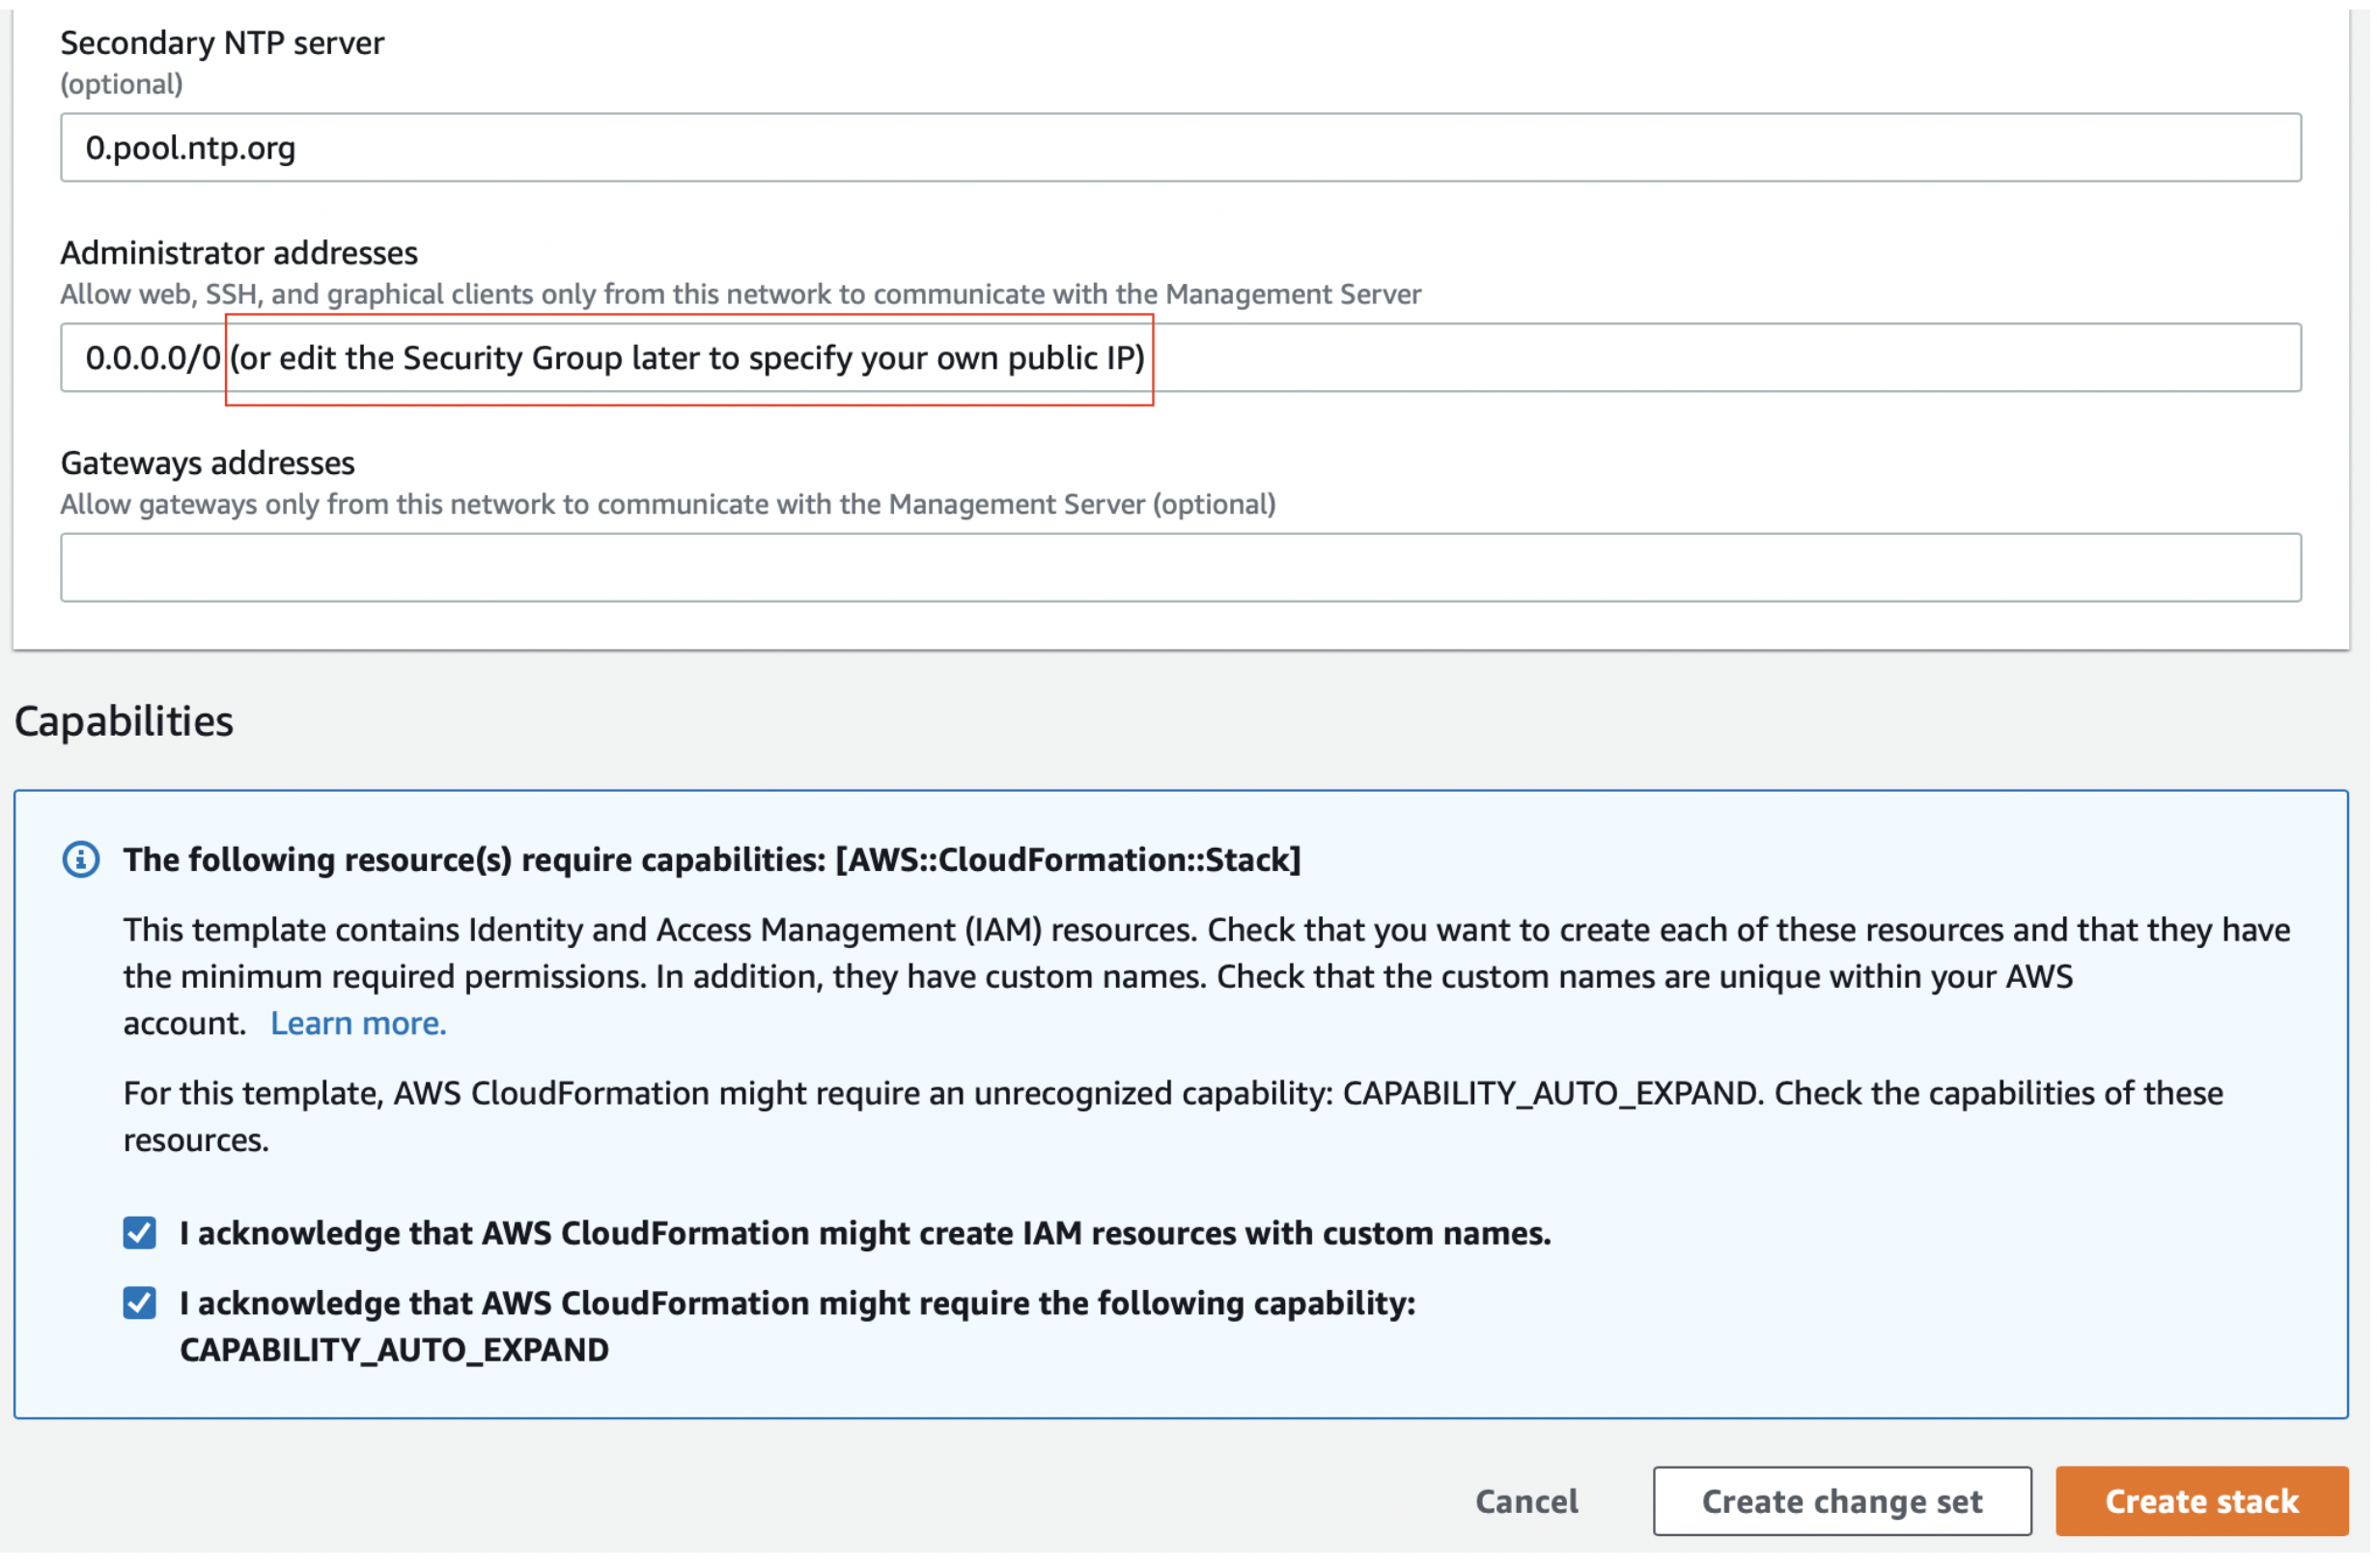 Secondary NTP server
(optional)
0.pool.ntp.org
Administrator addresses
Allow web, SSH, and graphical clients only from this network to communicate with the Management Server
0.0.0.0/0 (or edit the Security Group later to specify your own public IP)
Gateways addresses
Allow gateways only from this network to communicate with the Management Server (optional)
Capabilities
The following resource(s) require capabilities: [AWS::CloudFormation::Stack]
This template contains Identity and Access Management (IAM) resources. Check that you want to create each of these resources and that they have
the minimum required permissions. In addition, they have custom names. Check that the custom names are unique within your AWS
account. Learn more.
For this template, AWS CloudFormation might require an unrecognized capability: CAPABILITY_AUTO_EXPAND. Check the capabilities of these
resources.
I acknowledge that AWS CloudFormation might create IAM resources with custom names.
I acknowledge that AWS CloudFormation might require the following capability:
CAPABILITY_AUTO_EXPAND
Cancel Create change set Create stack